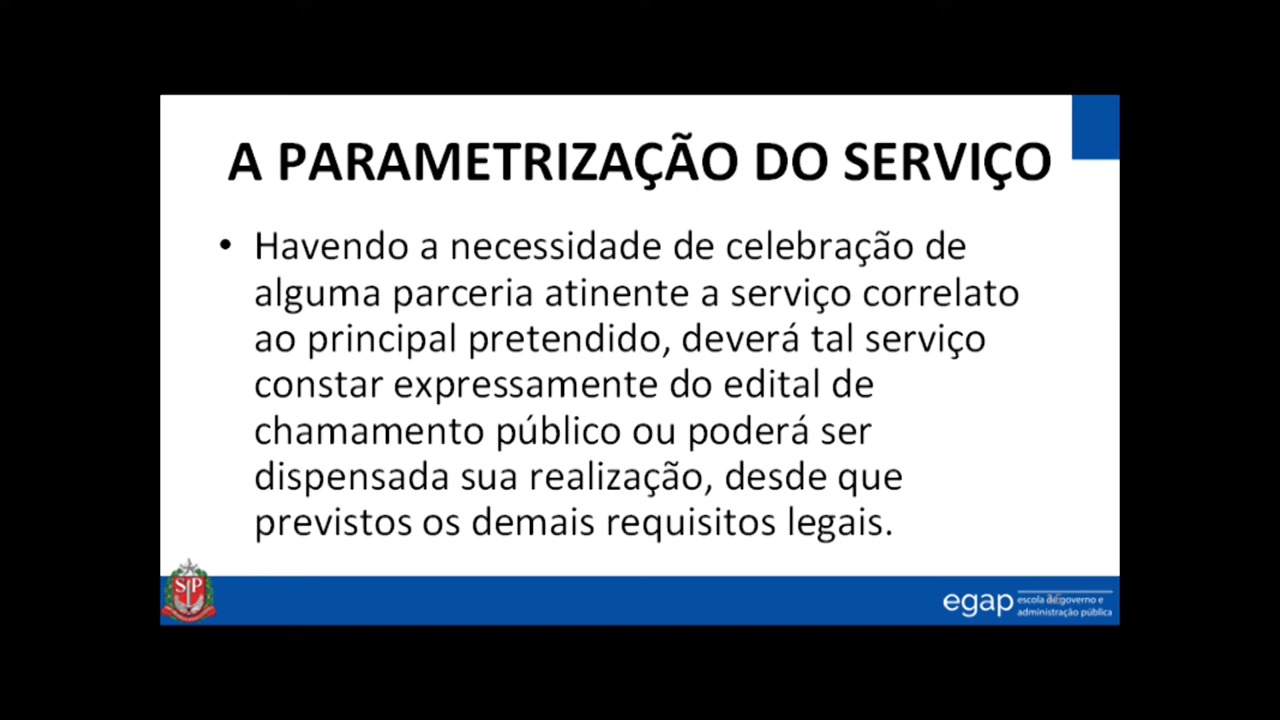 A PARAMETRIZAÇÃO DO SERVIÇO
• Havendo a necessidade de celebração de
alguma parceria atinente a serviço correlato
ao principal pretendido, deverá tal serviço
constar expressamente do edital de
chamamento público ou poderá ser
dispensada sua realização, desde que
previstos os demais requisitos legais.
SP
egap
escola de governo e
administração pública